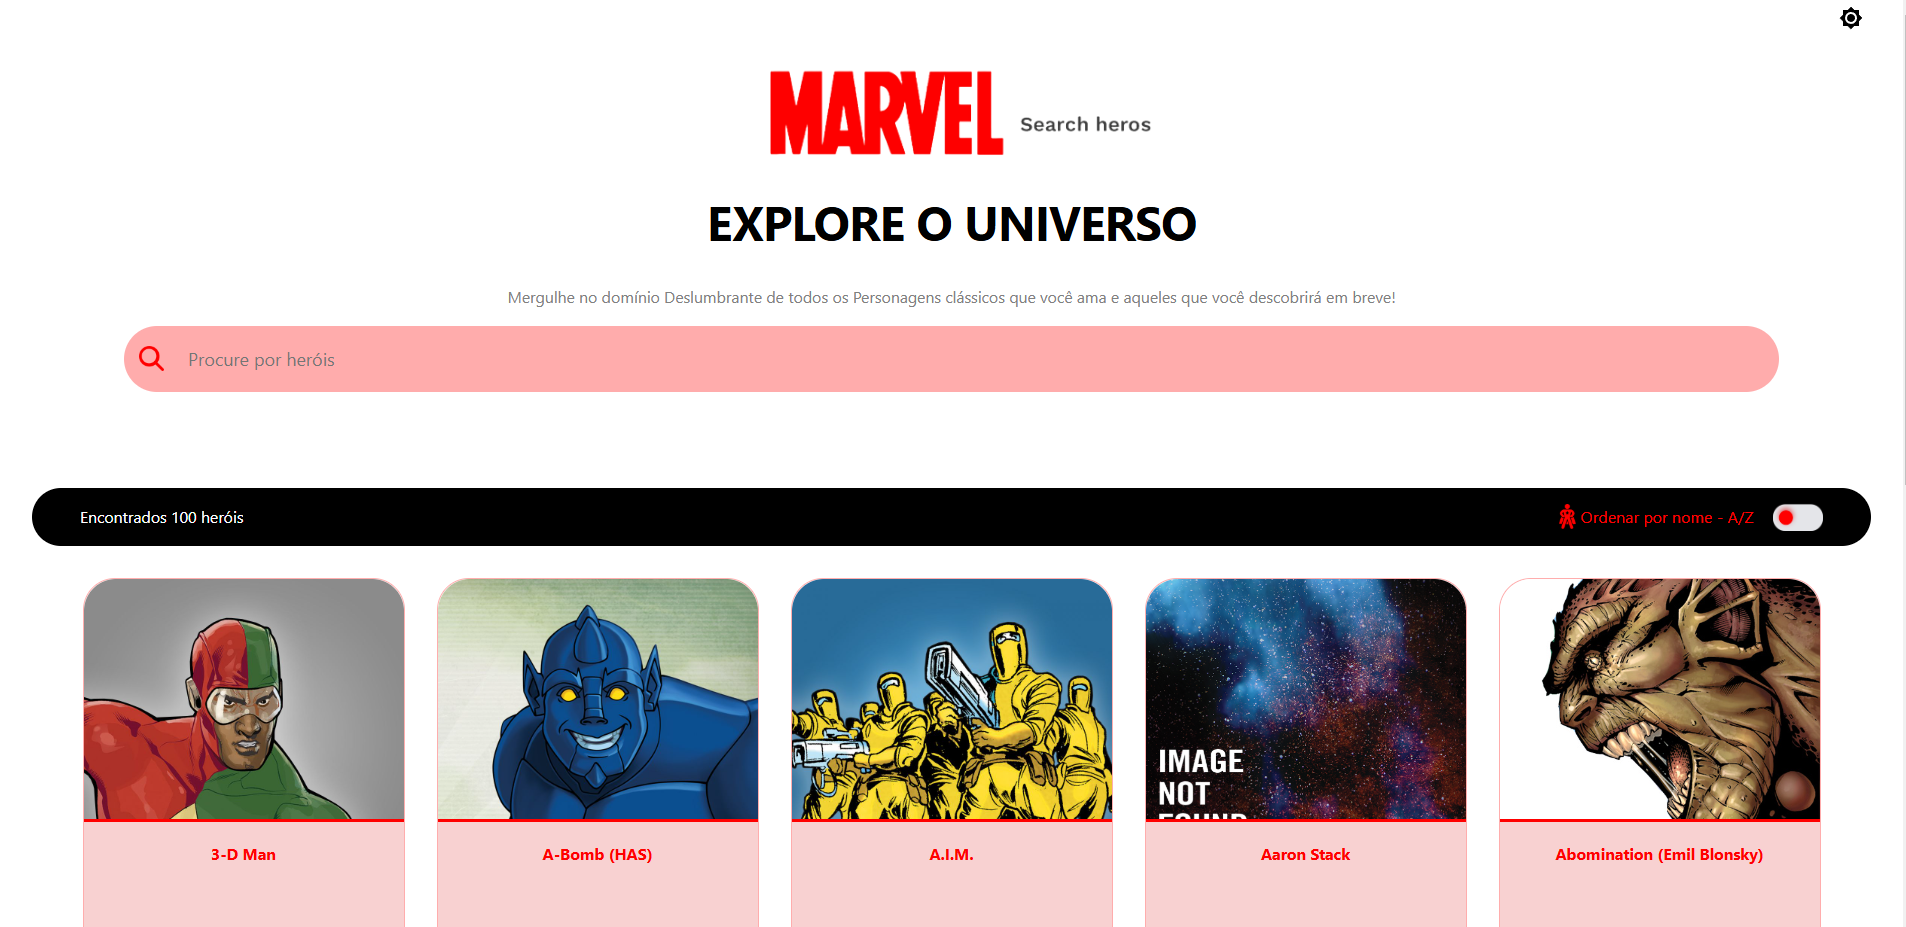 MARVEL Search heros
EXPLORE O UNIVERSO
Mergulhe no domínio Deslumbrante de todos os Personagens clássicos que você ama e aqueles que você descobrirá em breve!
Procure por heróis
Encontrados 100 heróis
Ordenar por nome - A/Z
IMAGE
NOT
FOUND
3-D Man
A-Bomb (HAS)
A.I.M.
Aaron Stack
Abomination (Emil Blonsky)